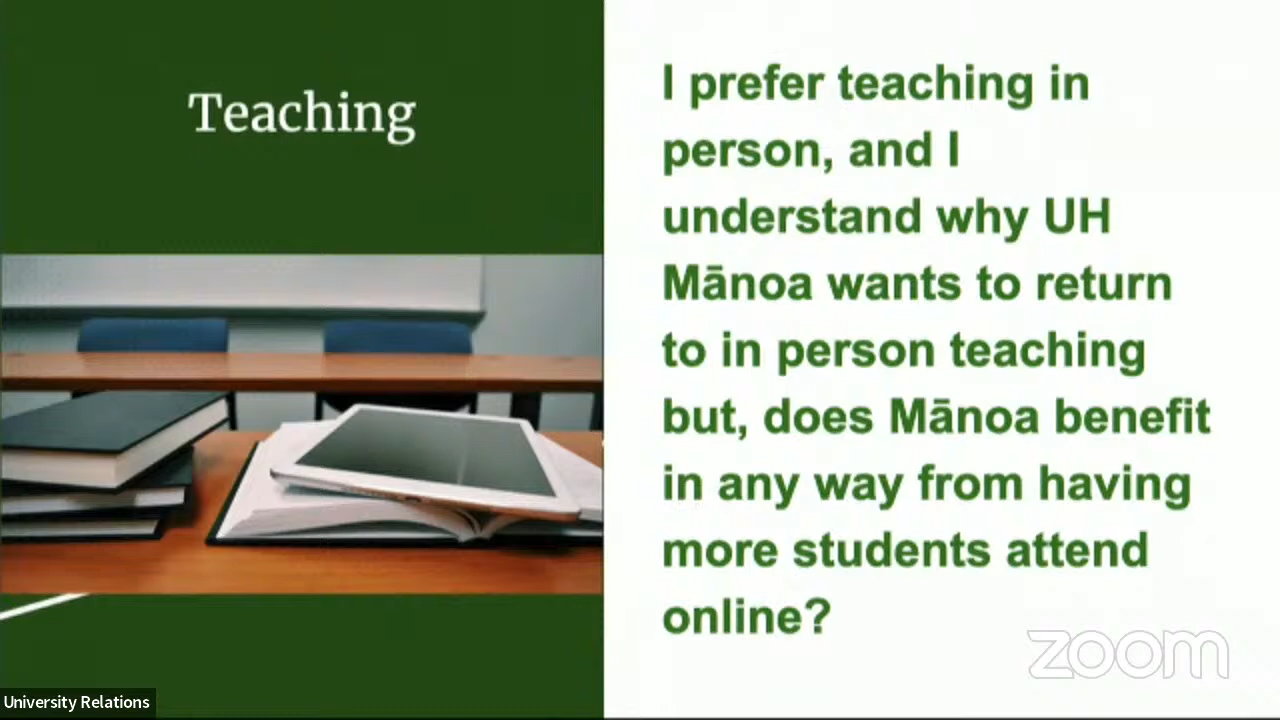 Teaching
I prefer teaching in
person, and I
understand why UH
Mānoa wants to return
to in person teaching
but, does Mānoa benefit
in any way from having
more students attend
online?
zoom
University Relations